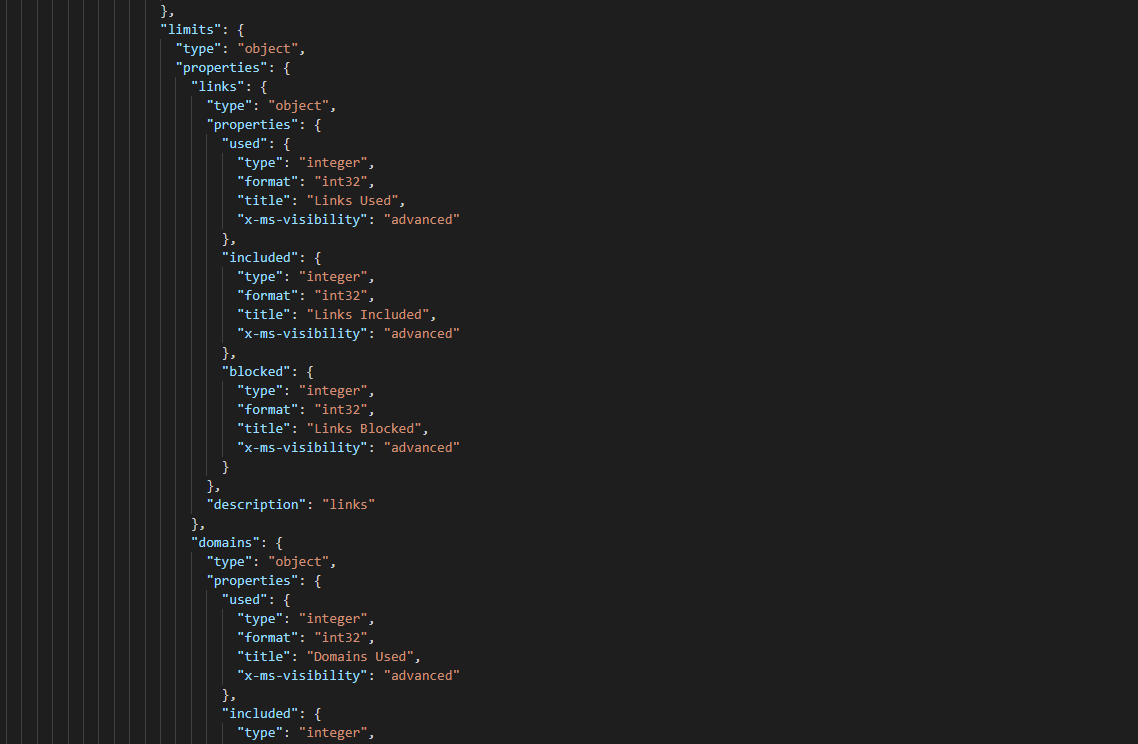 },
"limits": {
"type": "object",
"properties": {
"links": {
"type": "object",
"properties": {
"used": {
"type": "integer",
"format": "int32",
"title": "Links Used",
"x-ms-visibility": "advanced"
},
"included": {
"type": "integer",
"format": "int32",
"title": "Links Included",
"x-ms-visibility": "advanced"
},
"blocked": {
"type": "integer",
"format": "int32",
"title": "Links Blocked",
"x-ms-visibility": "advanced"
}
},
"description": "links"
},
"domains": {
"type": "object",
"properties": {
"used": {
"type": "integer",
"format": "int32",
"title": "Domains Used",
"x-ms-visibility": "advanced"
},
"included": {
"type": "integer",